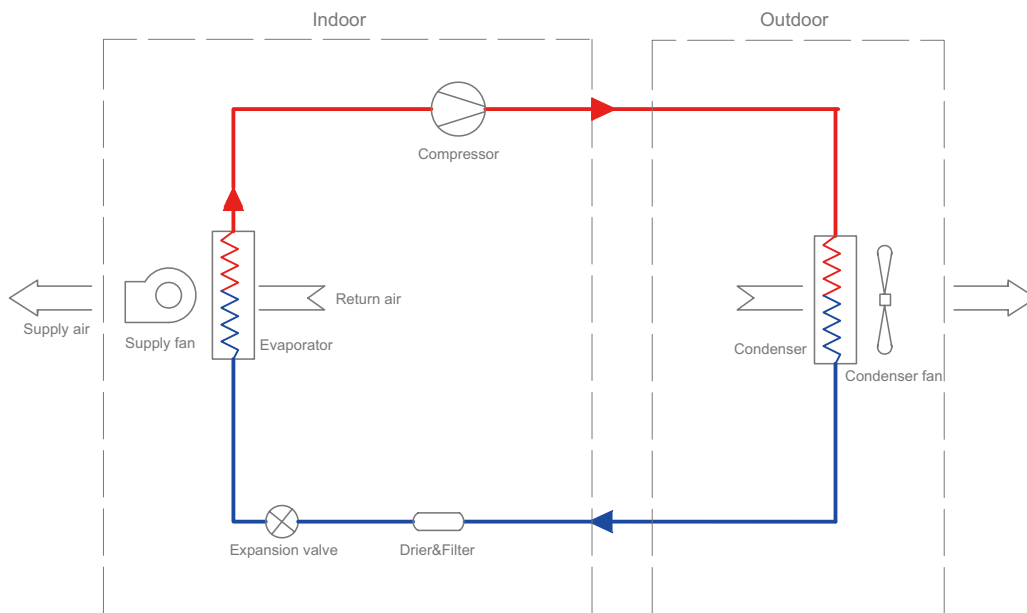 Indoor
Outdoor
Compressor
Return air
Supply air
Supply fan
Evaporator
Condenser
Condenser fan
Expansion valve
Drier&Filter